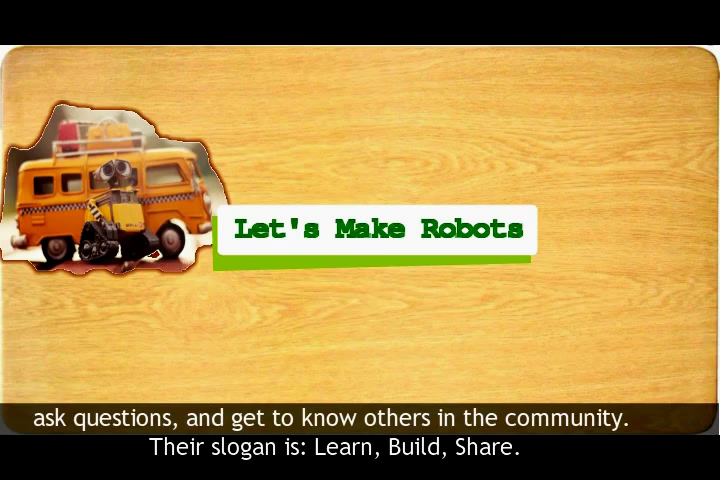 Let's Make Robots
ask questions, and get to know others in the community.
Their slogan is: Learn, Build, Share.